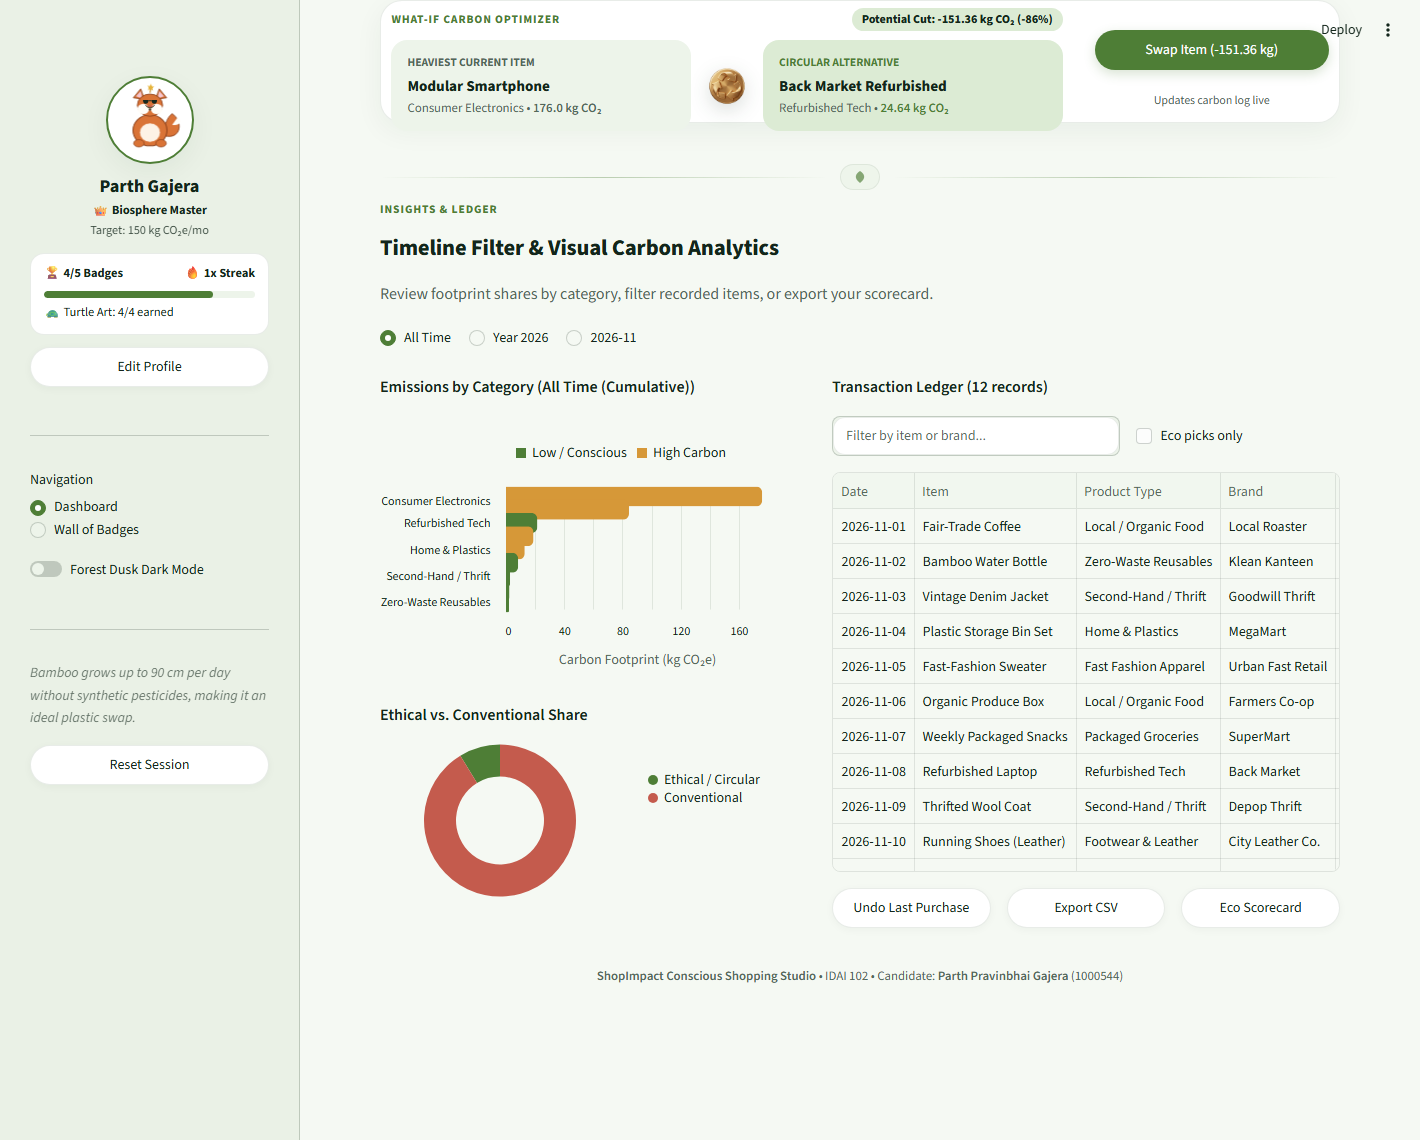 Parth Gajera
Biosphere Master
Target: 150 kg CO₂e/mo
4/5 Badges
1x Streak
Turtle Art: 4/4 earned
Edit Profile
Navigation
Dashboard
Wall of Badges
Forest Dusk Dark Mode
Bamboo grows up to 90 cm per day
without synthetic pesticides, making it an
ideal plastic swap.
Reset Session
Deploy
WHAT-IF CARBON OPTIMIZER
Potential Cut: -151.36 kg CO₂ (-86%)
HEAVIEST CURRENT ITEM
Modular Smartphone
Consumer Electronics • 176.0 kg CO₂
CIRCULAR ALTERNATIVE
Back Market Refurbished
Refurbished Tech • 24.64 kg CO₂
Swap Item (-151.36 kg)
Updates carbon log live
INSIGHTS & LEDGER
Timeline Filter & Visual Carbon Analytics
Review footprint shares by category, filter recorded items, or export your scorecard.
All Time
Year 2026
2026-11
Emissions by Category (All Time (Cumulative))
Low / Conscious
High Carbon
Consumer Electronics
Refurbished Tech
Home & Plastics
Second-Hand / Thrift
Zero-Waste Reusables
0 40 80 120 160
Carbon Footprint (kg CO₂e)
Ethical vs. Conventional Share
Ethical / Circular
Conventional
Transaction Ledger (12 records)
Filter by item or brand...
Eco picks only
Date Item Product Type Brand
2026-11-01 Fair-Trade Coffee Local / Organic Food Local Roaster
2026-11-02 Bamboo Water Bottle Zero-Waste Reusables Klean Kanteen
2026-11-03 Vintage Denim Jacket Second-Hand / Thrift Goodwill Thrift
2026-11-04 Plastic Storage Bin Set Home & Plastics MegaMart
2026-11-05 Fast-Fashion Sweater Fast Fashion Apparel Urban Fast Retail
2026-11-06 Organic Produce Box Local / Organic Food Farmers Co-op
2026-11-07 Weekly Packaged Snacks Packaged Groceries SuperMart
2026-11-08 Refurbished Laptop Refurbished Tech Back Market
2026-11-09 Thrifted Wool Coat Second-Hand / Thrift Depop Thrift
2026-11-10 Running Shoes (Leather) Footwear & Leather City Leather Co.
Undo Last Purchase
Export CSV
Eco Scorecard
ShopImpact Conscious Shopping Studio • IDAI 102 • Candidate: Parth Pravinbhai Gajera (1000544)